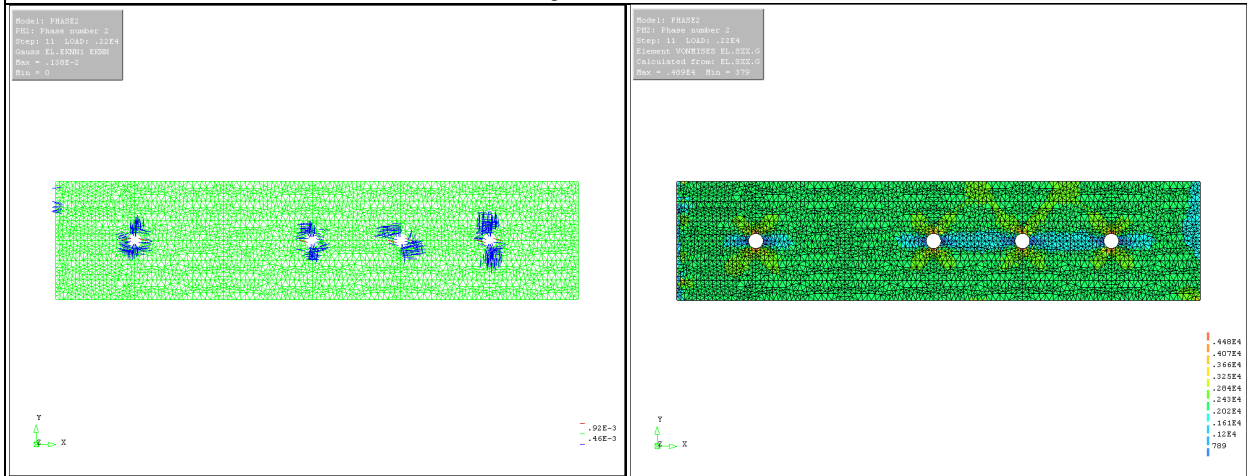 Model: PHASE2
PH2: Phase number 2
Step: 11 LOAD: .22E4
Gauss EL.EKNN1 EKNN
Max = .138E-2
Min = 0
Y
Z X
.92E-3
.46E-3
Model: PHASE2
PH2: Phase number 2
Step: 11 LOAD: .22E4
Element VONMISES EL.SXX.G
Calculated from: EL.SXX.G
Max = .489E4 Min = 379
Y
Z X
.448E4
.407E4
.366E4
.325E4
.284E4
.243E4
.202E4
.161E4
.12E4
789